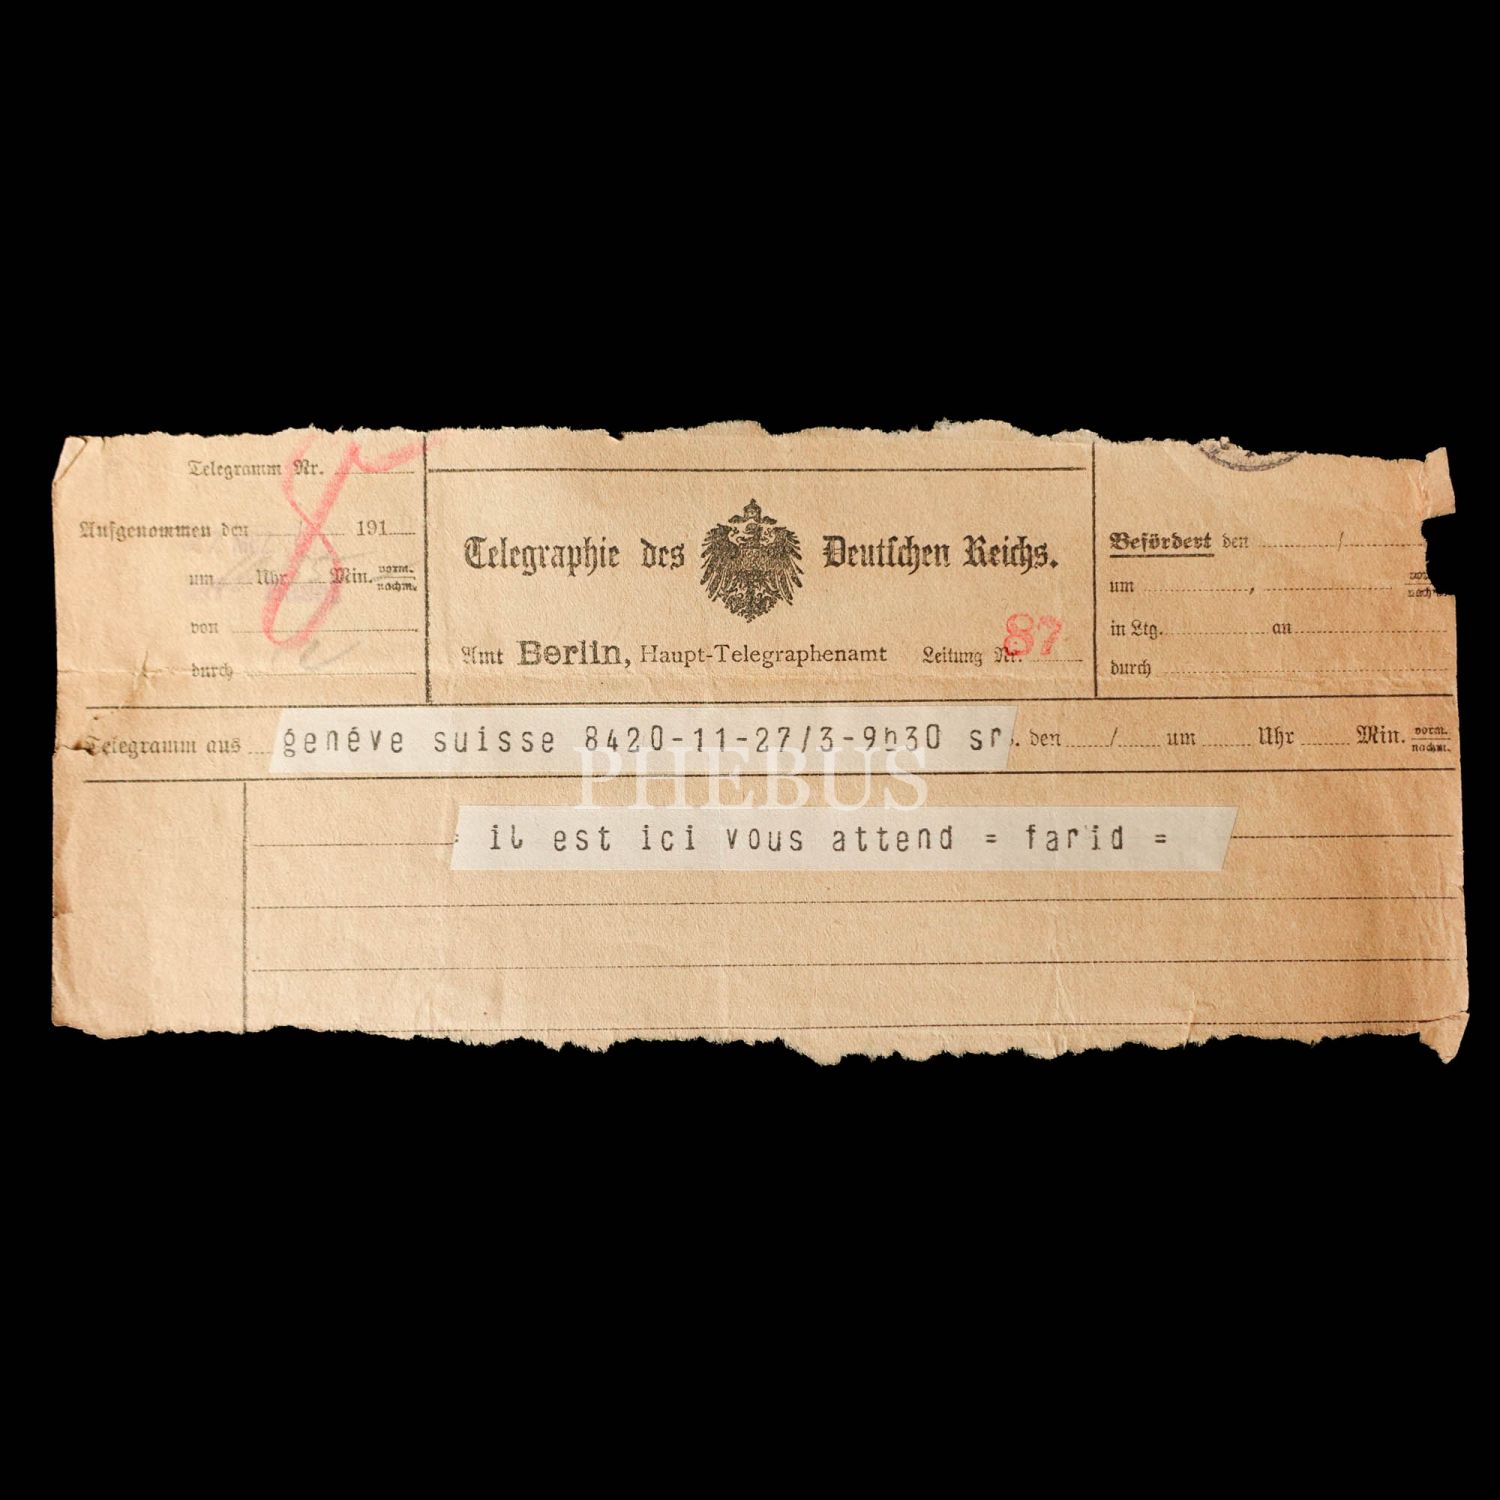 Telegramm Nr.
Aufgenommen den / 191
um Uhr Min. vorm. nachm.
von
durch
Telegraphie des Deutschen Reichs.
Amt Berlin, Haupt-Telegraphenamt Leitung Nr. 87
Befördert den /
um ,
in Ltg. an
durch
Telegramm aus genéve suisse 8420-11-27/3-9h30 sr. den / um Uhr Min. vorm. nachm.
PHEBUS
= il est ici vous attend = farid =